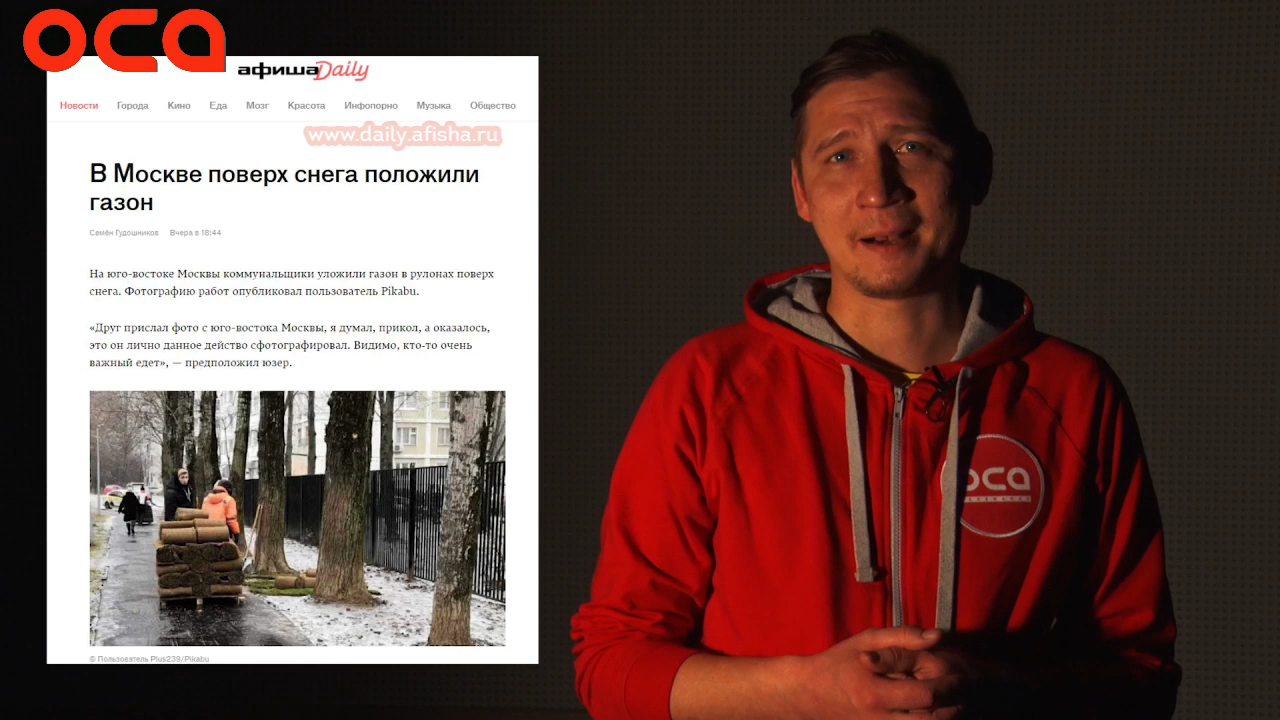 оса
афишаDaily
Новости Города Кино Еда Мозг Красота Инфопорно Музыка Общество
www.daily.afisha.ru
В Москве поверх снега положили
газон
Семён Гудошников Вчера в 18:44
На юго-востоке Москвы коммунальщики уложили газон в рулонах поверх
снега. Фотографию работ опубликовал пользователь Pikabu.
«Друг прислал фото с юго-востока Москвы, я думал, прикол, а оказалось,
это он лично данное действо сфотографировал. Видимо, кто-то очень
важный едет», — предположил юзер.
© Пользователь Plus239/Pikabu
оса